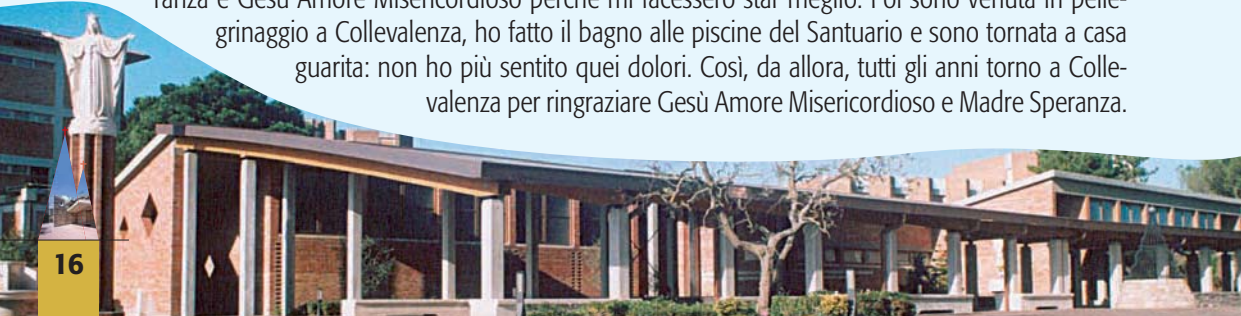 ranza e Gesù Amore Misericordioso perché mi facessero star meglio. Poi sono venuta in pelle-
grinaggio a Collevalenza, ho fatto il bagno alle piscine del Santuario e sono tornata a casa
guarita: non ho più sentito quei dolori. Così, da allora, tutti gli anni torno a Colle-
valenza per ringraziare Gesù Amore Misericordioso e Madre Speranza.
16